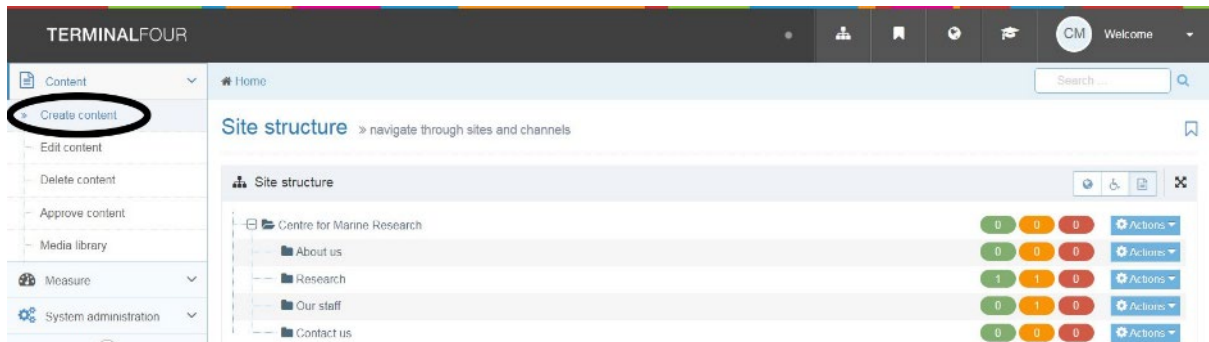 TERMINALFOUR
CM Welcome
Content
Home
Search ...
Create content
Site structure » navigate through sites and channels
Edit content
Delete content
Site structure
Approve content
Centre for Marine Research 0 0 0 Actions
Media library
About us 0 0 0 Actions
Measure
Research 1 1 0 Actions
Our staff 0 1 0 Actions
System administration
Contact us 0 0 0 Actions